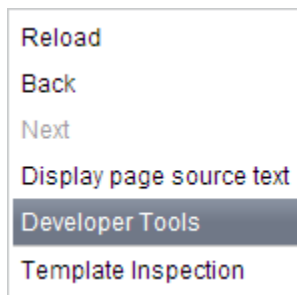 Reload
Back
Next
Display page source text
Developer Tools
Template Inspection